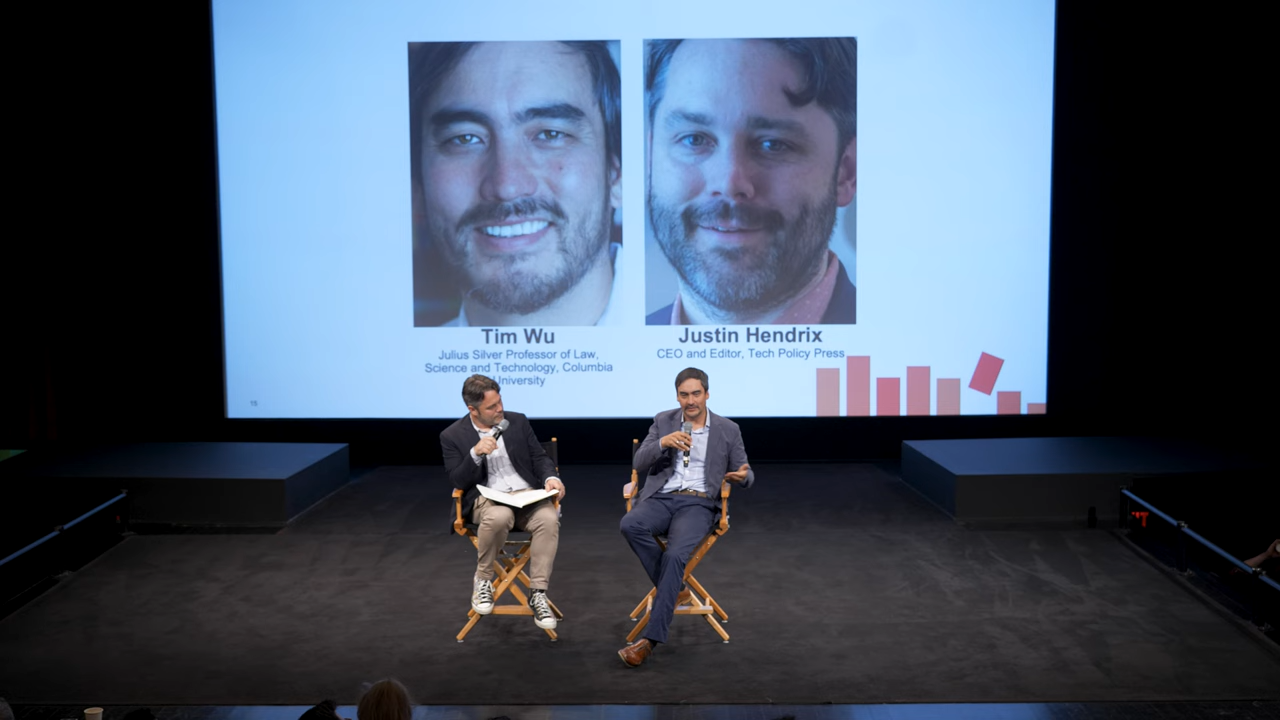 Tim Wu
Julius Silver Professor of Law,
Science and Technology, Columbia
University
Justin Hendrix
CEO and Editor, Tech Policy Press
15